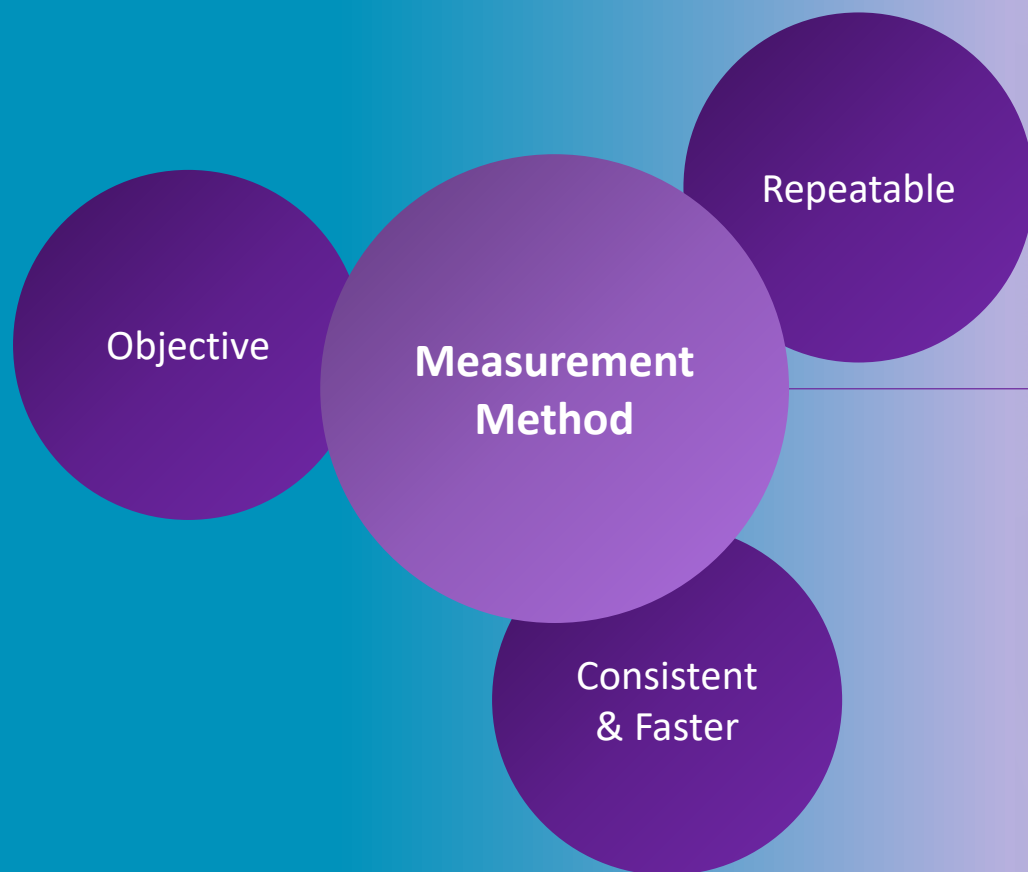 Repeatable
Objective
Measurement
Method
Consistent
& Faster